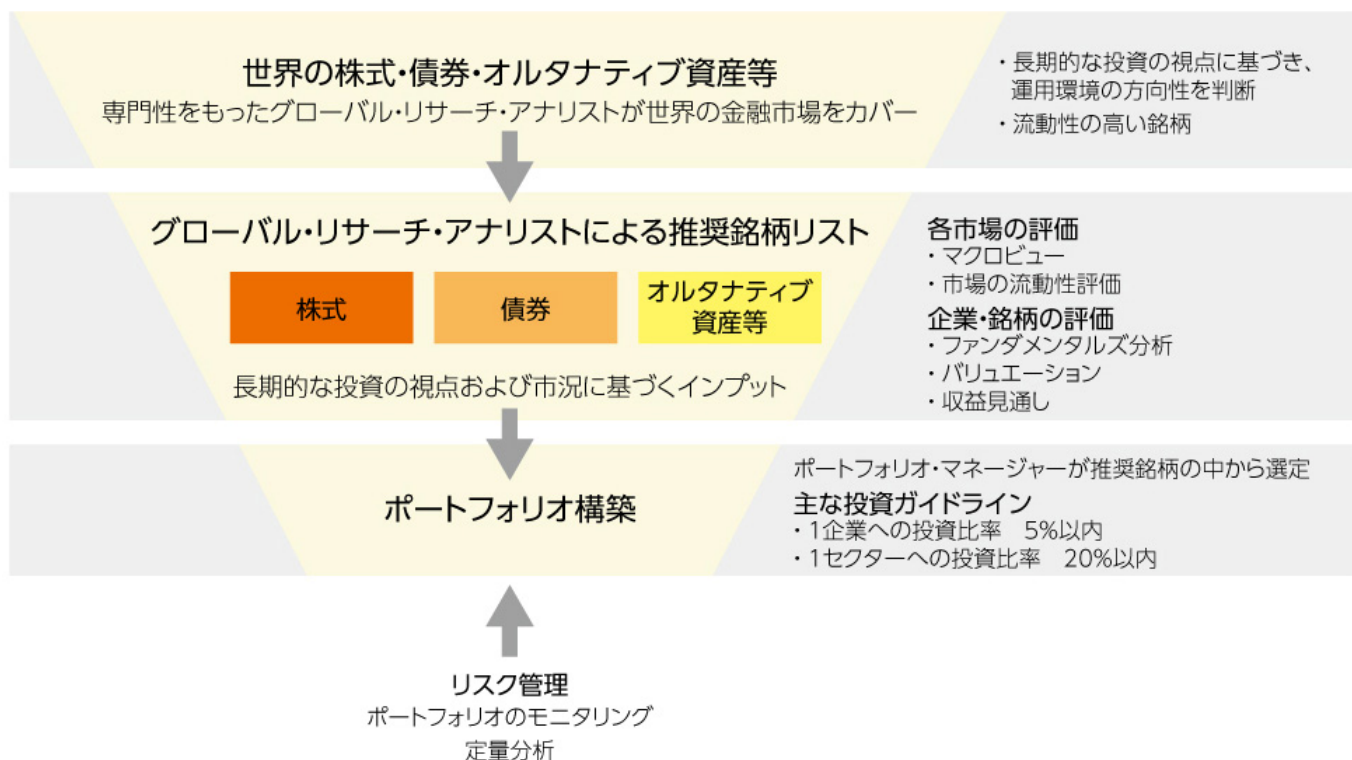 世界の株式・債券・オルタナティブ資産等
専門性をもったグローバル・リサーチ・アナリストが世界の金融市場をカバー
・長期的な投資の視点に基づき、
運用環境の方向性を判断
・流動性の高い銘柄
グローバル・リサーチ・アナリストによる推奨銘柄リスト
株式
債券
オルタナティブ
資産等
長期的な投資の視点および市況に基づくインプット
各市場の評価
・マクロビュー
・市場の流動性評価
企業・銘柄の評価
・ファンダメンタルズ分析
・バリュエーション
・収益見通し
ポートフォリオ構築
ポートフォリオ・マネージャーが推奨銘柄の中から選定
主な投資ガイドライン
・1企業への投資比率　5%以内
・1セクターへの投資比率　20%以内
リスク管理
ポートフォリオのモニタリング
定量分析